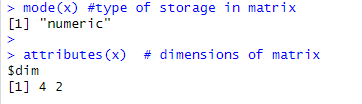 > mode(x) #type of storage in matrix
[1] "numeric"
>
> attributes(x)  # dimensions of matrix
$dim
[1] 4 2